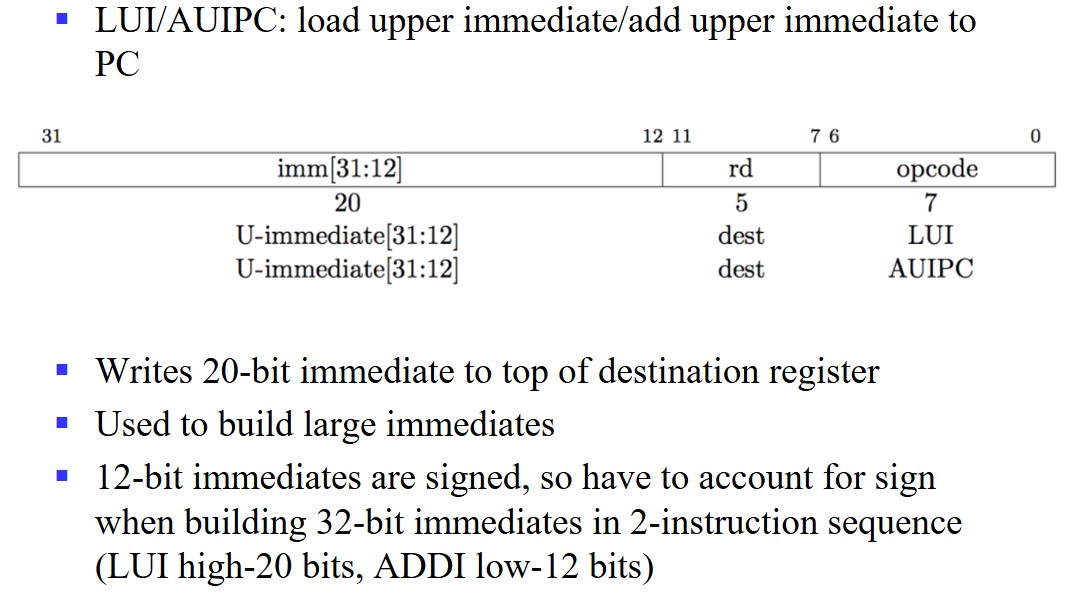 ▪ LUI/AUIPC: load upper immediate/add upper immediate to
PC
31 12 11 7 6 0
imm[31:12] rd opcode
20 5 7
U-immediate[31:12] dest LUI
U-immediate[31:12] dest AUIPC
▪ Writes 20-bit immediate to top of destination register
▪ Used to build large immediates
▪ 12-bit immediates are signed, so have to account for sign
when building 32-bit immediates in 2-instruction sequence
(LUI high-20 bits, ADDI low-12 bits)